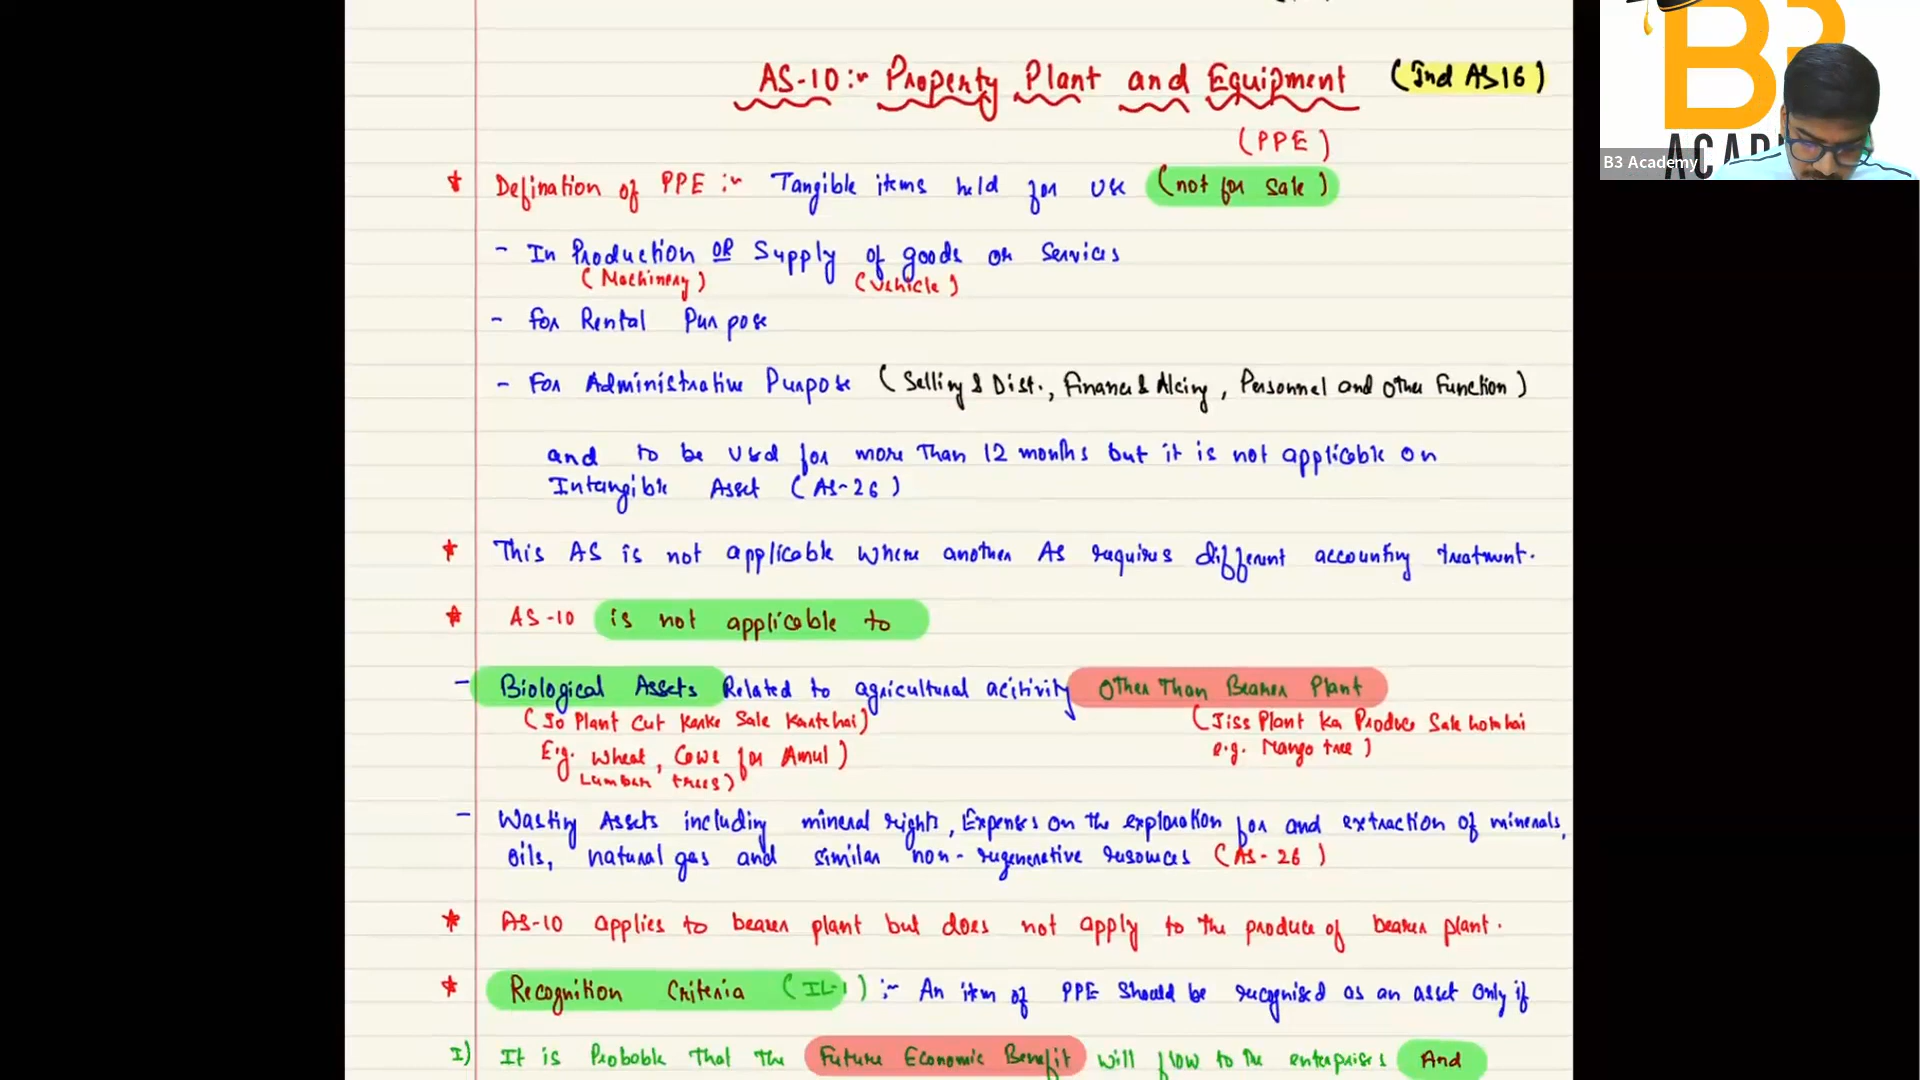 AS-10:- Property Plant and Equipment (Ind AS16)
(PPE)
B3
ACAD
B3 Academy
* Defination of PPE :- Tangible items held for use (not for sale)
- In Production OR Supply of goods or Services
(Machinery) (Vehicle)
- For Rental Purpose
- For Administrative Purpose (Selling & Dist., Finance & Alcing, Personnel and Other Function)
and to be used for more Than 12 months but it is not applicable on
Intangible Asset (AS-26)
* This AS is not applicable where another AS requires different accounting treatment.
* AS-10 is not applicable to
- Biological Assets Related to agricultural acitivity Other Than Bearer Plant
(Jo Plant cut karke sale karte hai) (Jiss Plant ka Produce sale hota hai
E.g. wheat, Cows for Amul) e.g. Mango tree)
Lumber trees)
- Wasting Assets including mineral rights, Expenses on the exploration for and extraction of minerals,
oils, natural gas and similar non-regenerative resources (AS-26)
* AS-10 applies to bearer plant but does not apply to the produce of bearer plant.
* Recognition Criteria (IL-1) :- An item of PPE should be recognised as an asset only if
I) It is Probable that the Future Economic Benefit will flow to the enterprises And